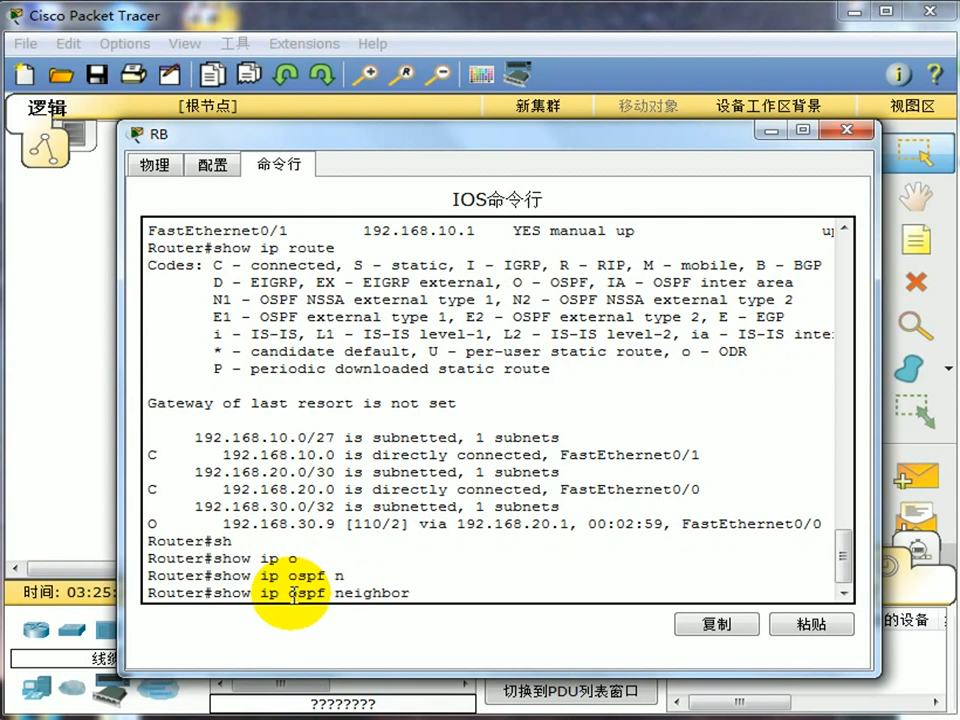 Cisco Packet Tracer
File Edit Options View 工具 Extensions Help
逻辑 [根节点] 新集群 移动对象 设备工作区背景 视图区
RB
物理 配置 命令行
IOS命令行
FastEthernet0/1 192.168.10.1 YES manual up
Router#show ip route
Codes: C - connected, S - static, I - IGRP, R - RIP, M - mobile, B - BGP
D - EIGRP, EX - EIGRP external, O - OSPF, IA - OSPF inter area
N1 - OSPF NSSA external type 1, N2 - OSPF NSSA external type 2
E1 - OSPF external type 1, E2 - OSPF external type 2, E - EGP
i - IS-IS, L1 - IS-IS level-1, L2 - IS-IS level-2, ia - IS-IS inte
* - candidate default, U - per-user static route, o - ODR
P - periodic downloaded static route
Gateway of last resort is not set
192.168.10.0/27 is subnetted, 1 subnets
C 192.168.10.0 is directly connected, FastEthernet0/1
192.168.20.0/30 is subnetted, 1 subnets
C 192.168.20.0 is directly connected, FastEthernet0/0
192.168.30.0/32 is subnetted, 1 subnets
O 192.168.30.9 [110/2] via 192.168.20.1, 00:02:59, FastEthernet0/0
Router#sh
Router#show ip o
Router#show ip ospf n
Router#show ip ospf neighbor
复制 粘贴
时间: 03:25:
的设备
线缆
切换到PDU列表窗口
????????